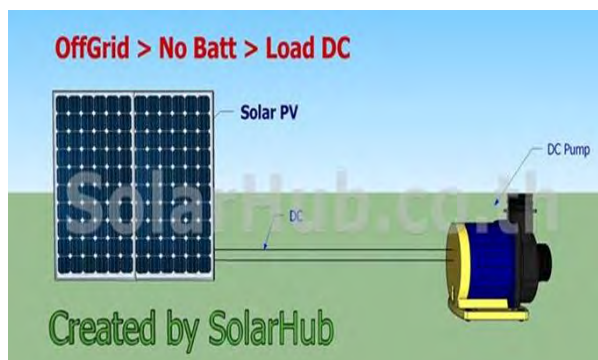 OffGrid > No Batt > Load DC
Solar PV
DC Pump
SolarHub.co.th
DC
Created by SolarHub